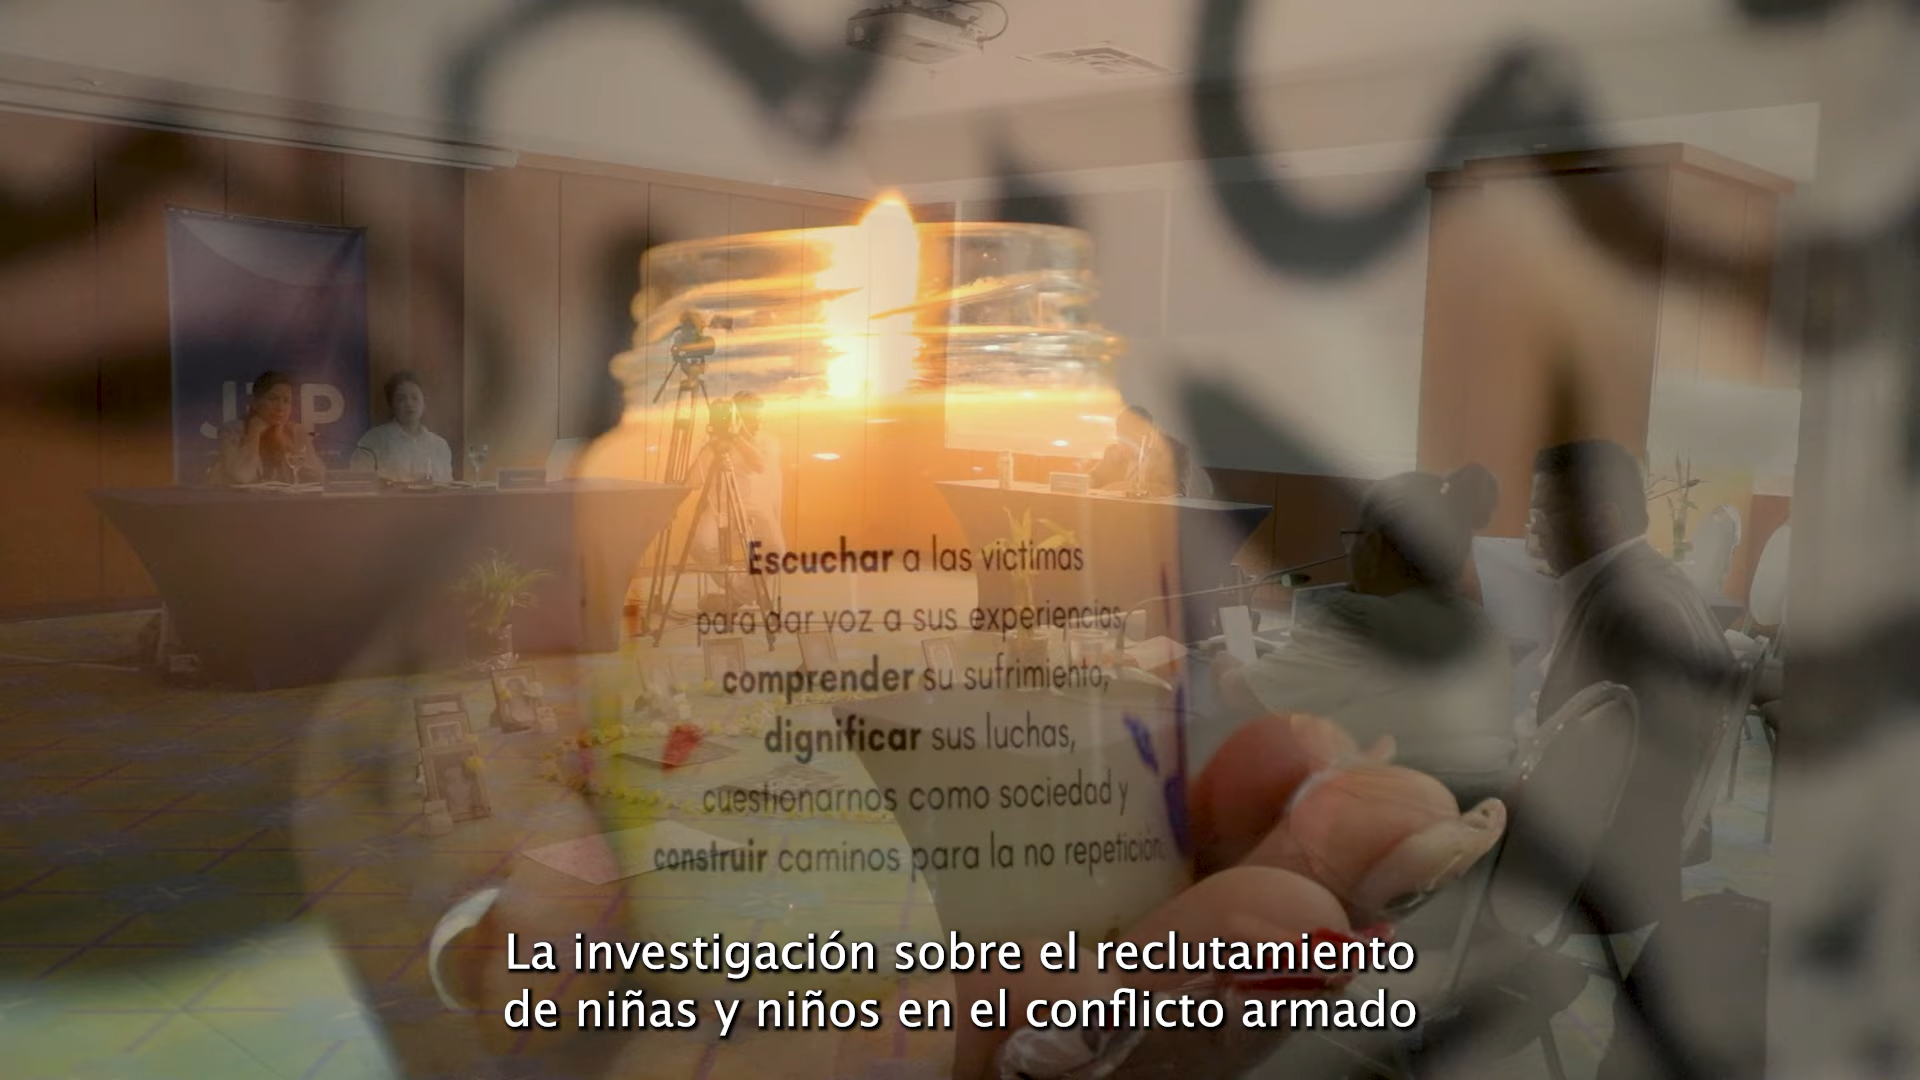 JEP
Escuchar a las víctimas
para dar voz a sus experiencias,
comprender su sufrimiento,
dignificar sus luchas,
cuestionarnos como sociedad y
construir caminos para la no repetición.
La investigación sobre el reclutamiento
de niñas y niños en el conflicto armado